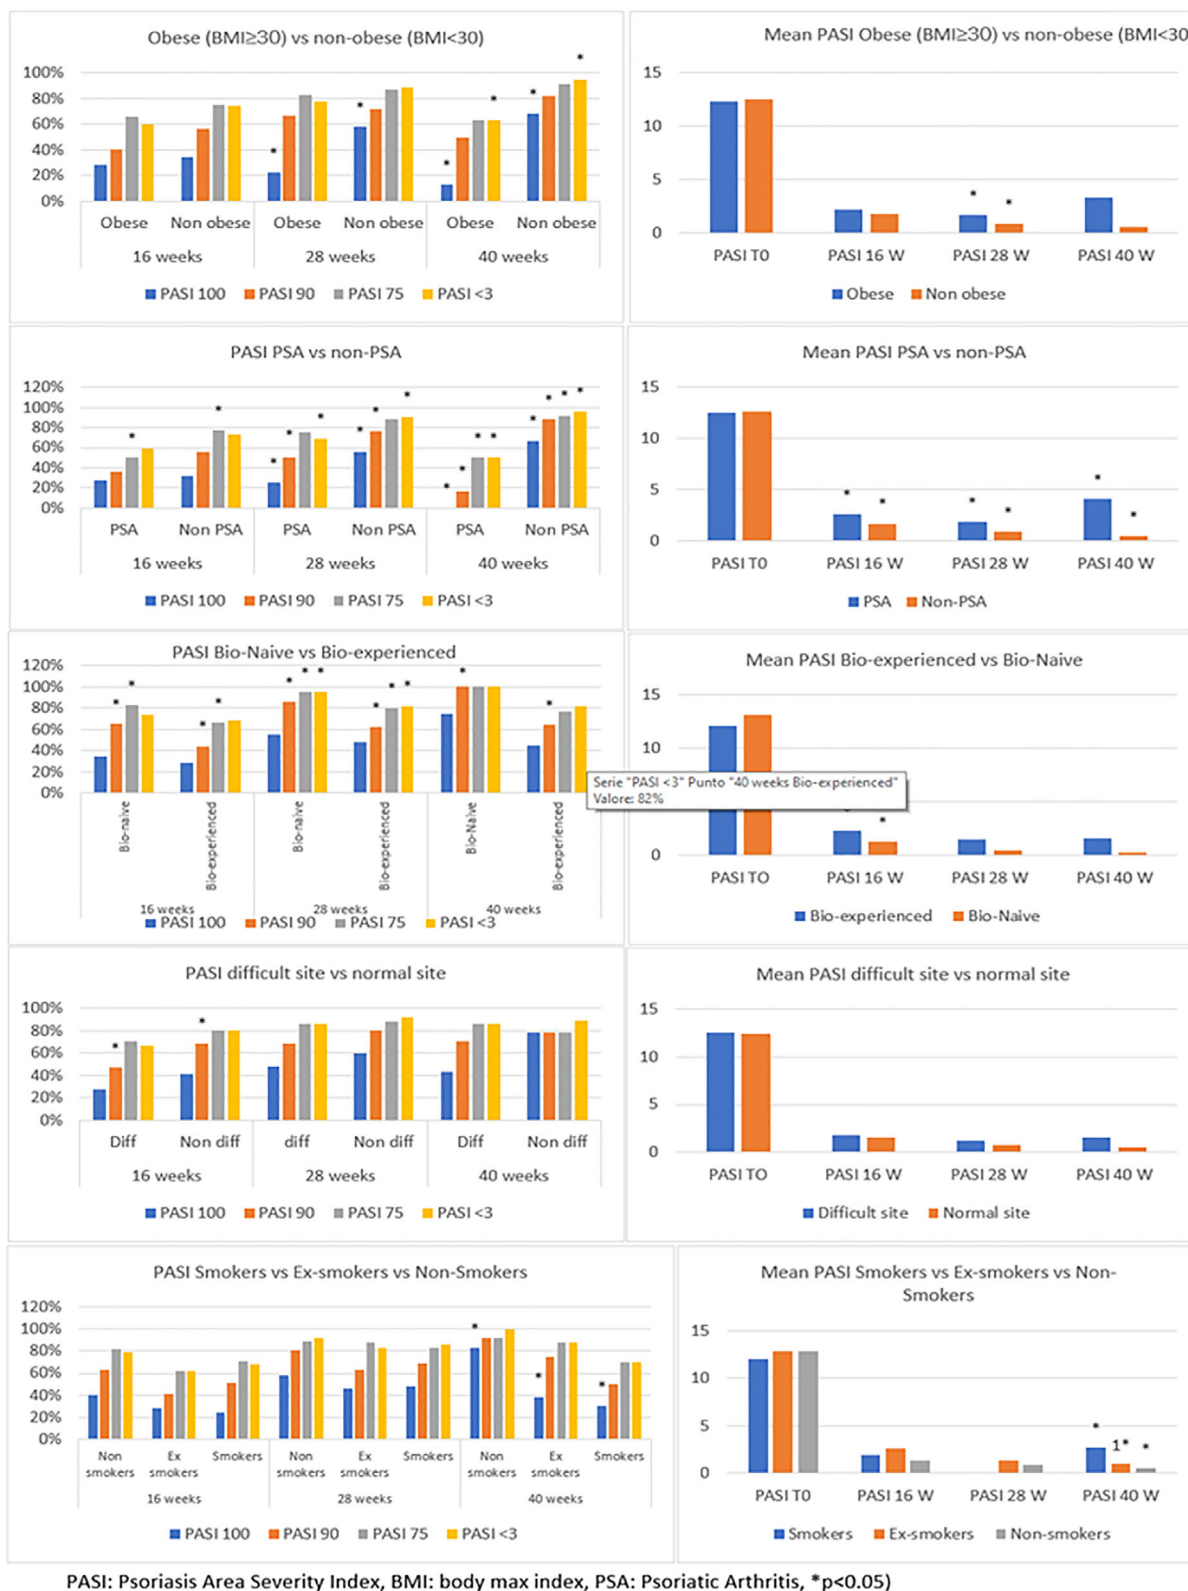 Obese (BMI≥30) vs non-obese (BMI<30)
100%
80%
60%
40%
20%
0%
Obese Non obese Obese Non obese Obese Non obese
16 weeks 28 weeks 40 weeks
PASI 100 PASI 90 PASI 75 PASI <3
Mean PASI Obese (BMI≥30) vs non-obese (BMI<30
15
10
5
0
PASI T0 PASI 16 W PASI 28 W PASI 40 W
Obese Non obese
PASI PSA vs non-PSA
120%
100%
80%
60%
40%
20%
0%
PSA Non PSA PSA Non PSA PSA Non PSA
16 weeks 28 weeks 40 weeks
PASI 100 PASI 90 PASI 75 PASI <3
Mean PASI PSA vs non-PSA
15
10
5
0
PASI T0 PASI 16 W PASI 28 W PASI 40 W
PSA Non-PSA
PASI Bio-Naive vs Bio-experienced
120%
100%
80%
60%
40%
20%
0%
Bio-naive Bio-experienced Bio-naive Bio-experienced Bio-Naive Bio-experienced
16 weeks 28 weeks 40 weeks
PASI 100 PASI 90 PASI 75 PASI <3
Mean PASI Bio-experienced vs Bio-Naive
15
10
Serie "PASI <3" Punto "40 weeks Bio-experienced"
Valore: 82%
0
PASI TO PASI 16 W PASI 28 W PASI 40 W
Bio-experienced Bio-Naive
PASI difficult site vs normal site
100%
80%
60%
40%
20%
0%
Diff Non diff diff Non diff Diff Non diff
16 weeks 28 weeks 40 weeks
PASI 100 PASI 90 PASI 75 PASI <3
Mean PASI difficult site vs normal site
15
10
5
0
PASI TO PASI 16 W PASI 28 W PASI 40 W
Difficult site Normal site
PASI Smokers vs Ex-smokers vs Non-Smokers
120%
100%
80%
60%
40%
20%
0%
Non Ex Smokers Non Ex Smokers Non Ex Smokers
smokers smokers smokers smokers smokers smokers
16 weeks 28 weeks 40 weeks
PASI 100 PASI 90 PASI 75 PASI <3
Mean PASI Smokers vs Ex-smokers vs Non-
Smokers
15
10
5
0
1*
PASI T0 PASI 16 W PASI 28 W PASI 40 W
Smokers Ex-smokers Non-smokers
PASI: Psoriasis Area Severity Index, BMI: body max index, PSA: Psoriatic Arthritis, *p<0.05)